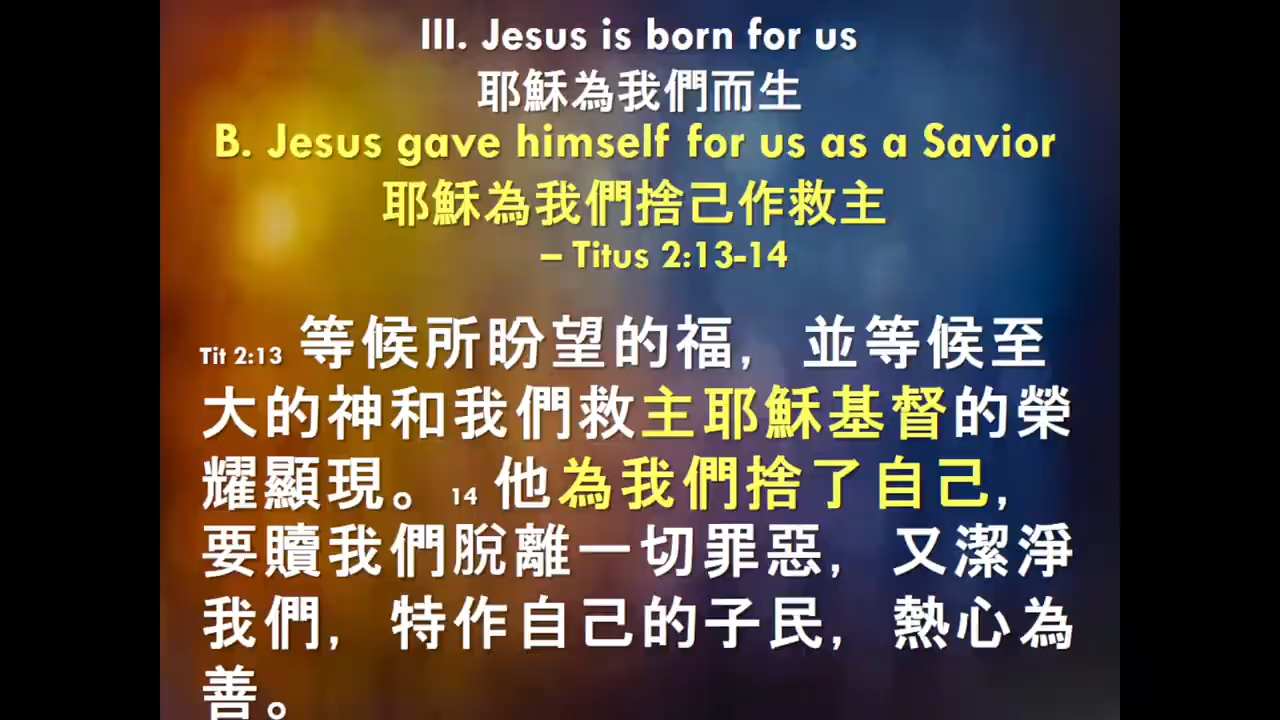 III. Jesus is born for us
耶穌為我們而生
B. Jesus gave himself for us as a Savior
耶穌為我們捨己作救主
– Titus 2:13-14
Tit 2:13 等候所盼望的福, 並等候至
大的神和我們救主耶穌基督的榮
耀顯現。14 他為我們捨了自己,
要贖我們脫離一切罪惡, 又潔淨
我們, 特作自己的子民, 熱心為
善。